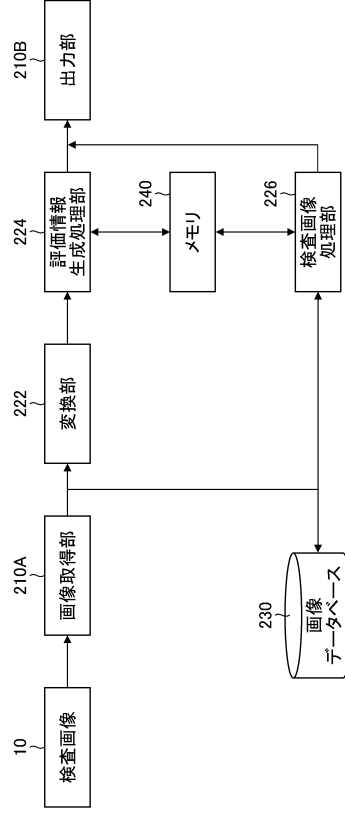 10
検査画像
210A
画像取得部
222
変換部
224
評価情報
生成処理部
210B
出力部
240
メモリ
230
画像
データベース
226
検査画像
処理部